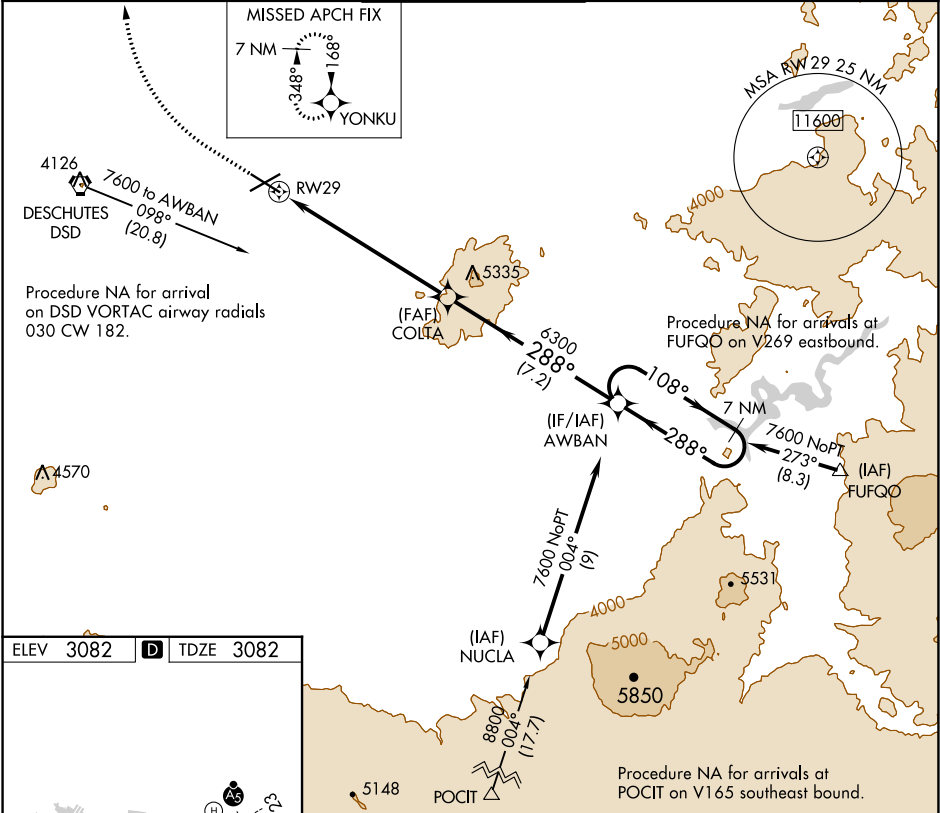 MISSED APCH FIX
7 NM
168°
348°
YONKU
MSA RW29 25 NM
11600
4126
DESCHUTES
DSD
7600 to AWBAN
098°
(20.8)
RW29
4000
5335
Procedure NA for arrival
on DSD VORTAC airway radials
030 CW 182.
(FAF)
COLTA
6300
288°
(7.2)
Procedure NA for arrivals at
FUFQO on V269 eastbound.
108°
7 NM
(IF/IAF)
AWBAN
288°
7600 NoPT
273°
(8.3)
(IAF)
FUFQO
4570
7600 NoPT
004°
(9)
5531
4000
(IAF)
NUCLA
5000
5850
ELEV 3082 D TDZE 3082
8800
004°
(17.7)
5148
POCIT
Procedure NA for arrivals at
POCIT on V165 southeast bound.
A5
H
23